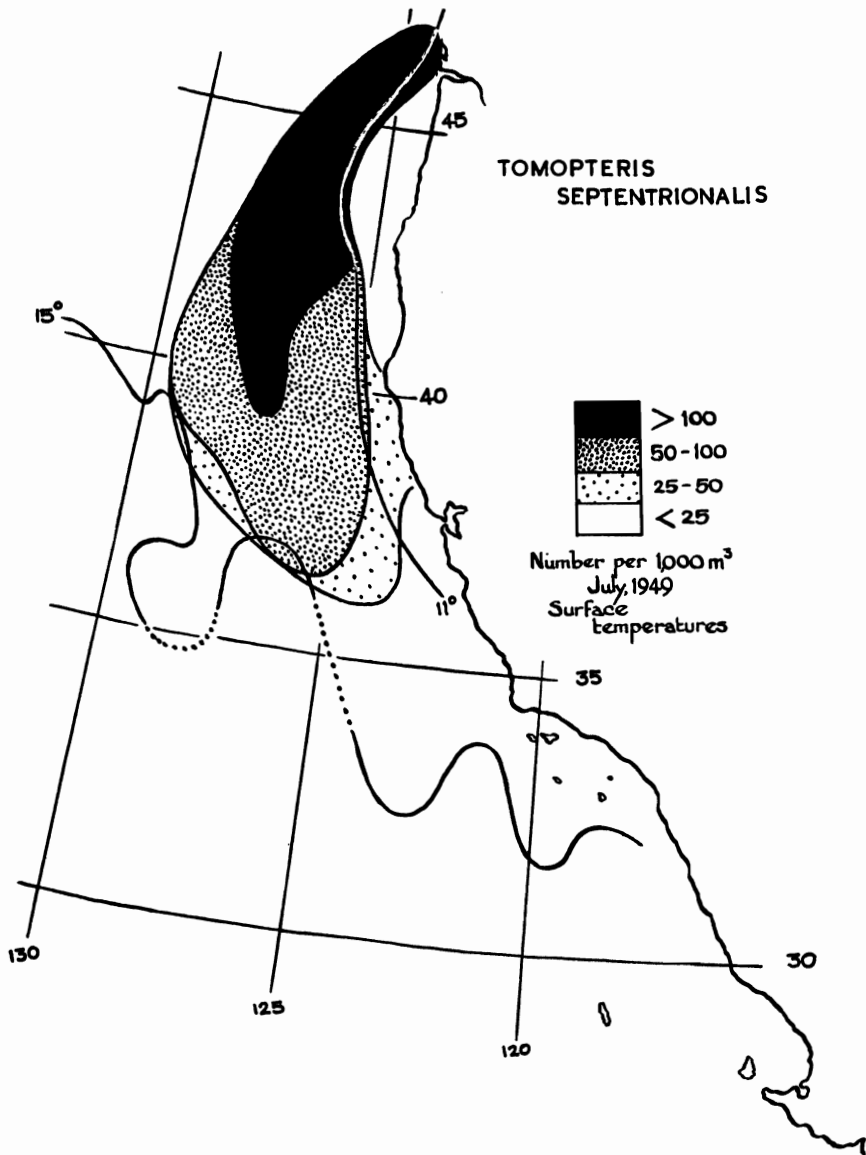 45
TOMOPTERIS
SEPTENTRIONALIS
15°
40
> 100
50-100
25-50
< 25
Number per 1,000 m³
July, 1949
Surface
temperatures
11°
35
130
30
125
120